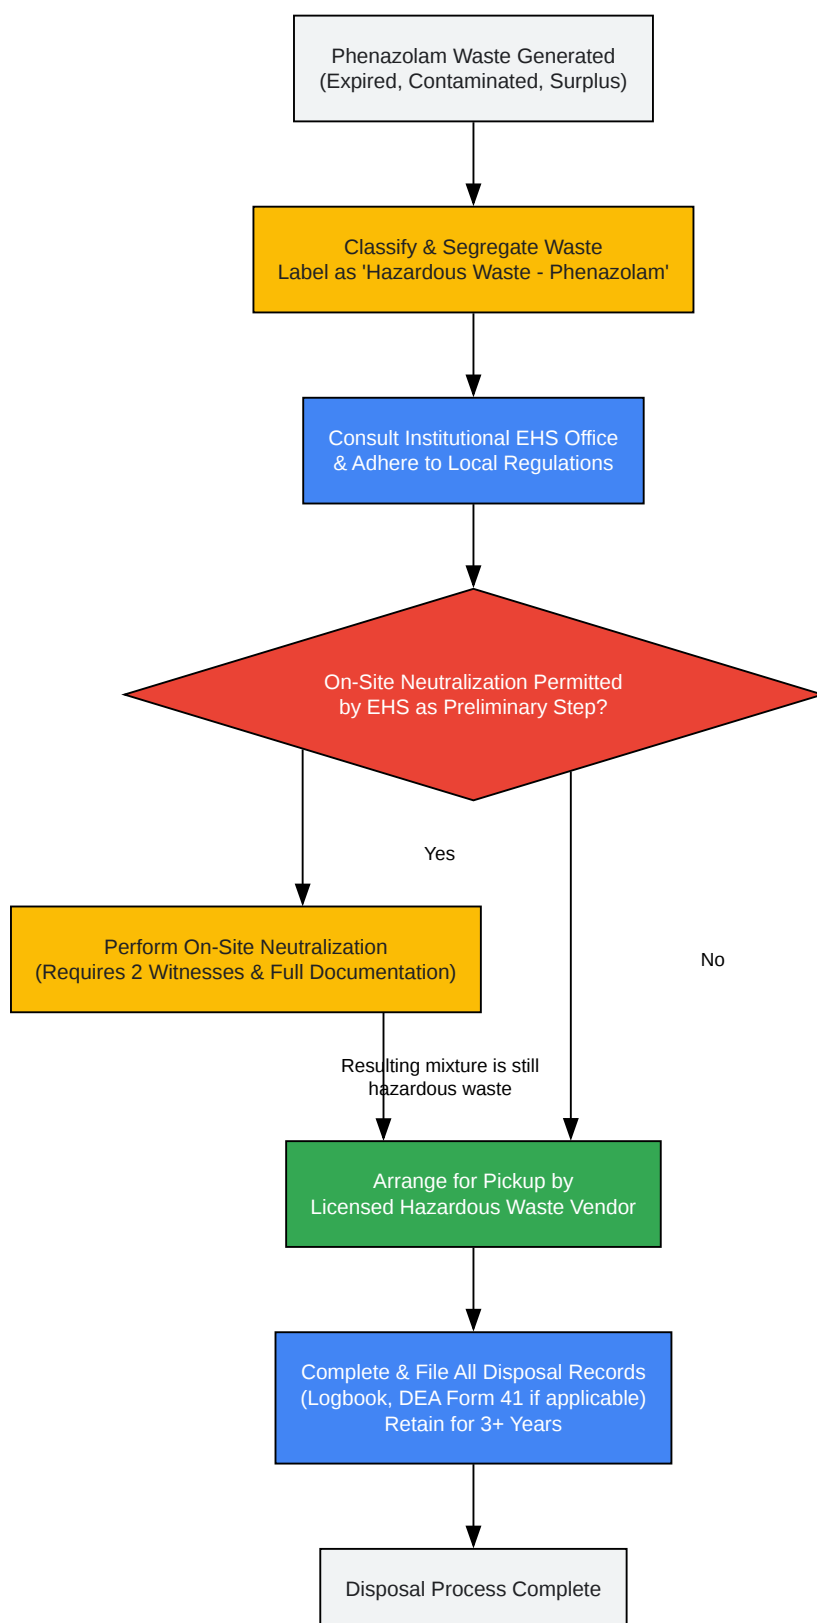 Phenazolam Waste Generated
(Expired, Contaminated, Surplus)
Classify & Segregate Waste
Label as 'Hazardous Waste - Phenazolam'
Consult Institutional EHS Office
& Adhere to Local Regulations
On-Site Neutralization Permitted
by EHS as Preliminary Step?
Yes
Perform On-Site Neutralization
(Requires 2 Witnesses & Full Documentation)
No
Resulting mixture is still
hazardous waste
Arrange for Pickup by
Licensed Hazardous Waste Vendor
Complete & File All Disposal Records
(Logbook, DEA Form 41 if applicable)
Retain for 3+ Years
Disposal Process Complete